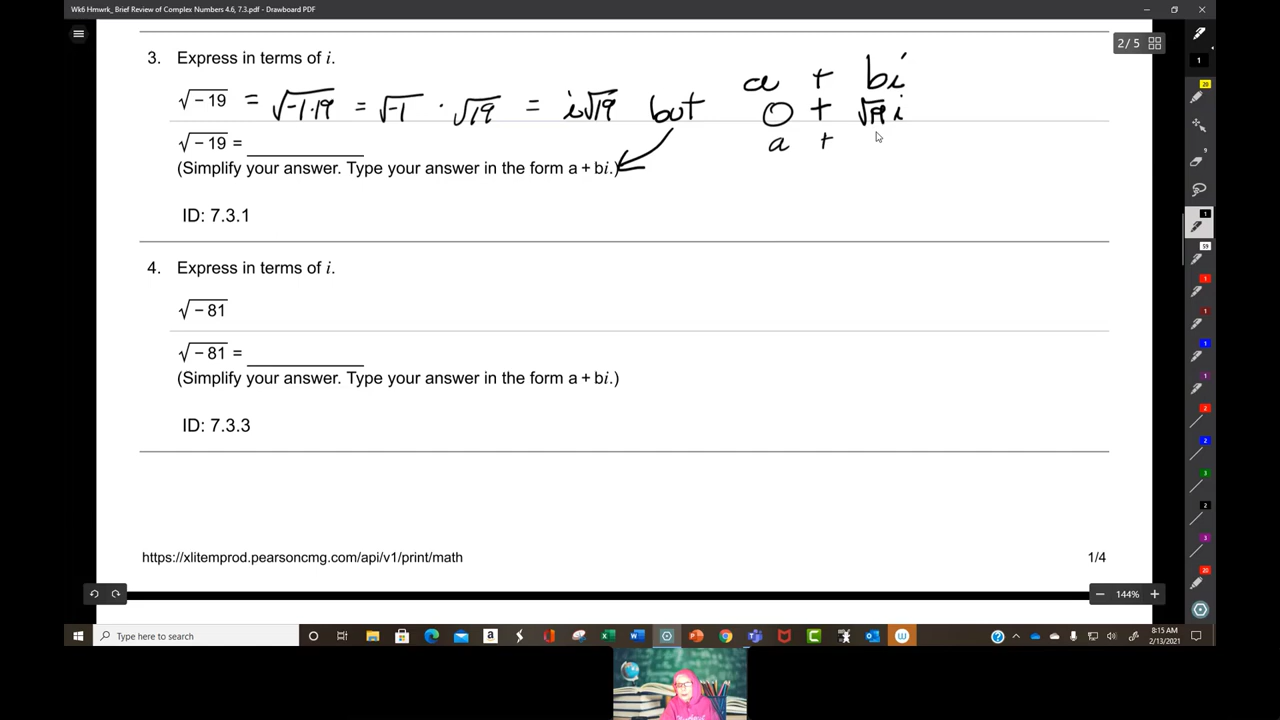 Wk6 Hmwrk_ Brief Review of Complex Numbers 4.6, 7.3.pdf - Drawboard PDF
2 / 5
3. Express in terms of i.
a + bi
√-19 = √-1·19 = √-1 · √19 = i√19 but 0 + √19 i
√-19 = ________ a +
(Simplify your answer. Type your answer in the form a + bi.)
ID: 7.3.1
4. Express in terms of i.
√-81
√-81 = ________
(Simplify your answer. Type your answer in the form a + bi.)
ID: 7.3.3
https://xlitemprod.pearsoncmg.com/api/v1/print/math 1/4
144%
Type here to search
8:15 AM
2/13/2021